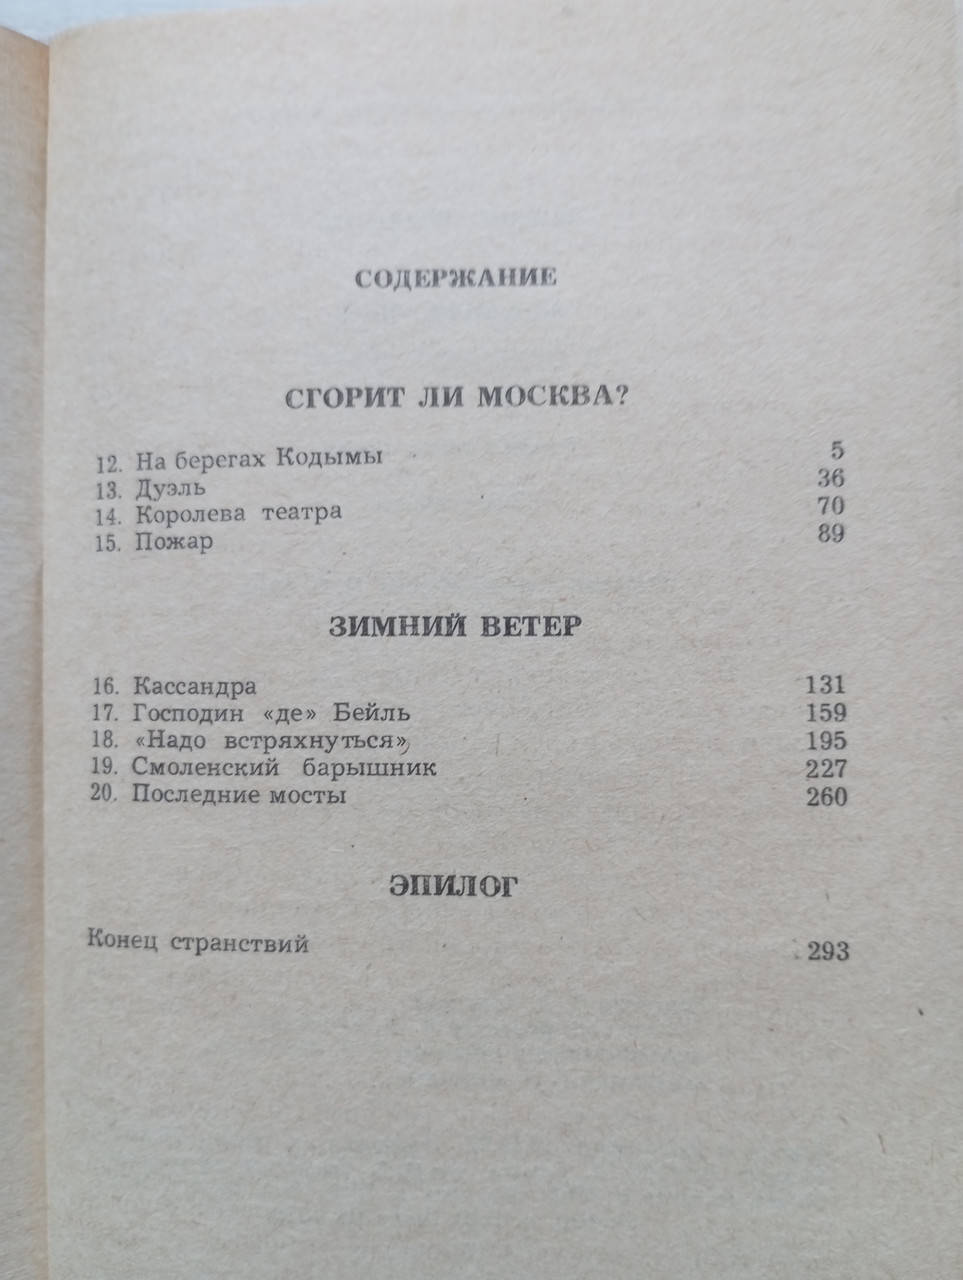 СОДЕРЖАНИЕ
СГОРИТ ЛИ МОСКВА?
12. На берегах Кодымы 5
13. Дуэль 36
14. Королева театра 70
15. Пожар 89
ЗИМНИЙ ВЕТЕР
16. Кассандра 131
17. Господин «де» Бейль 159
18. «Надо встряхнуться» 195
19. Смоленский барышник 227
20. Последние мосты 260
ЭПИЛОГ
Конец странствий 293